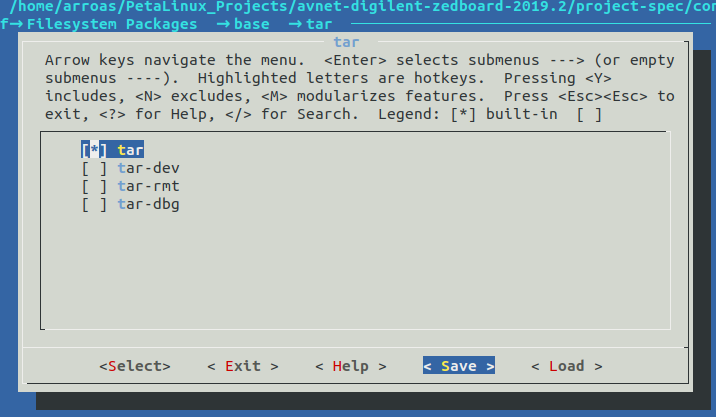 /home/arroas/PetaLinux_Projects/avnet-digilent-zedboard-2019.2/project-spec/con
f→Filesystem Packages →base →tar
tar
Arrow keys navigate the menu. <Enter> selects submenus ---> (or empty
submenus ----). Highlighted letters are hotkeys. Pressing <Y>
includes, <N> excludes, <M> modularizes features. Press <Esc><Esc> to
exit, <?> for Help, </> for Search. Legend: [*] built-in [ ]
[*] tar
[ ] tar-dev
[ ] tar-rmt
[ ] tar-dbg
<Select> < Exit > < Help > < Save > < Load >